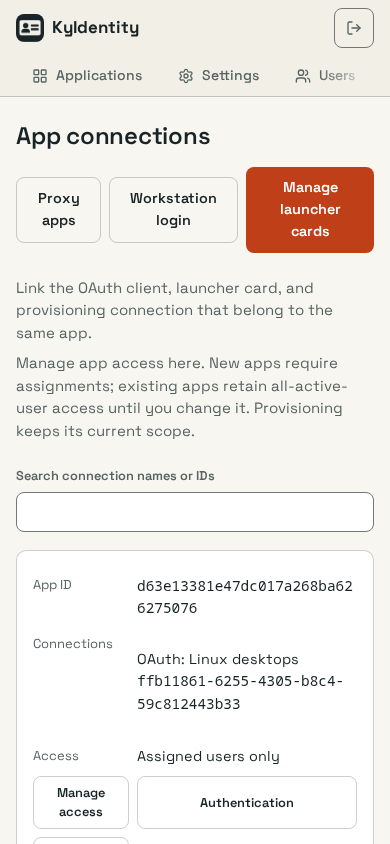 Kyldentity
Applications
Settings
Users
App connections
Proxy
apps
Workstation
login
Manage
launcher
cards
Link the OAuth client, launcher card, and
provisioning connection that belong to the
same app.
Manage app access here. New apps require
assignments; existing apps retain all-active-
user access until you change it. Provisioning
keeps its current scope.
Search connection names or IDs
App ID
d63e13381e47dc017a268ba62
6275076
Connections
OAuth: Linux desktops
ffb11861-6255-4305-b8c4-
59c812443b33
Access
Assigned users only
Manage
access
Authentication